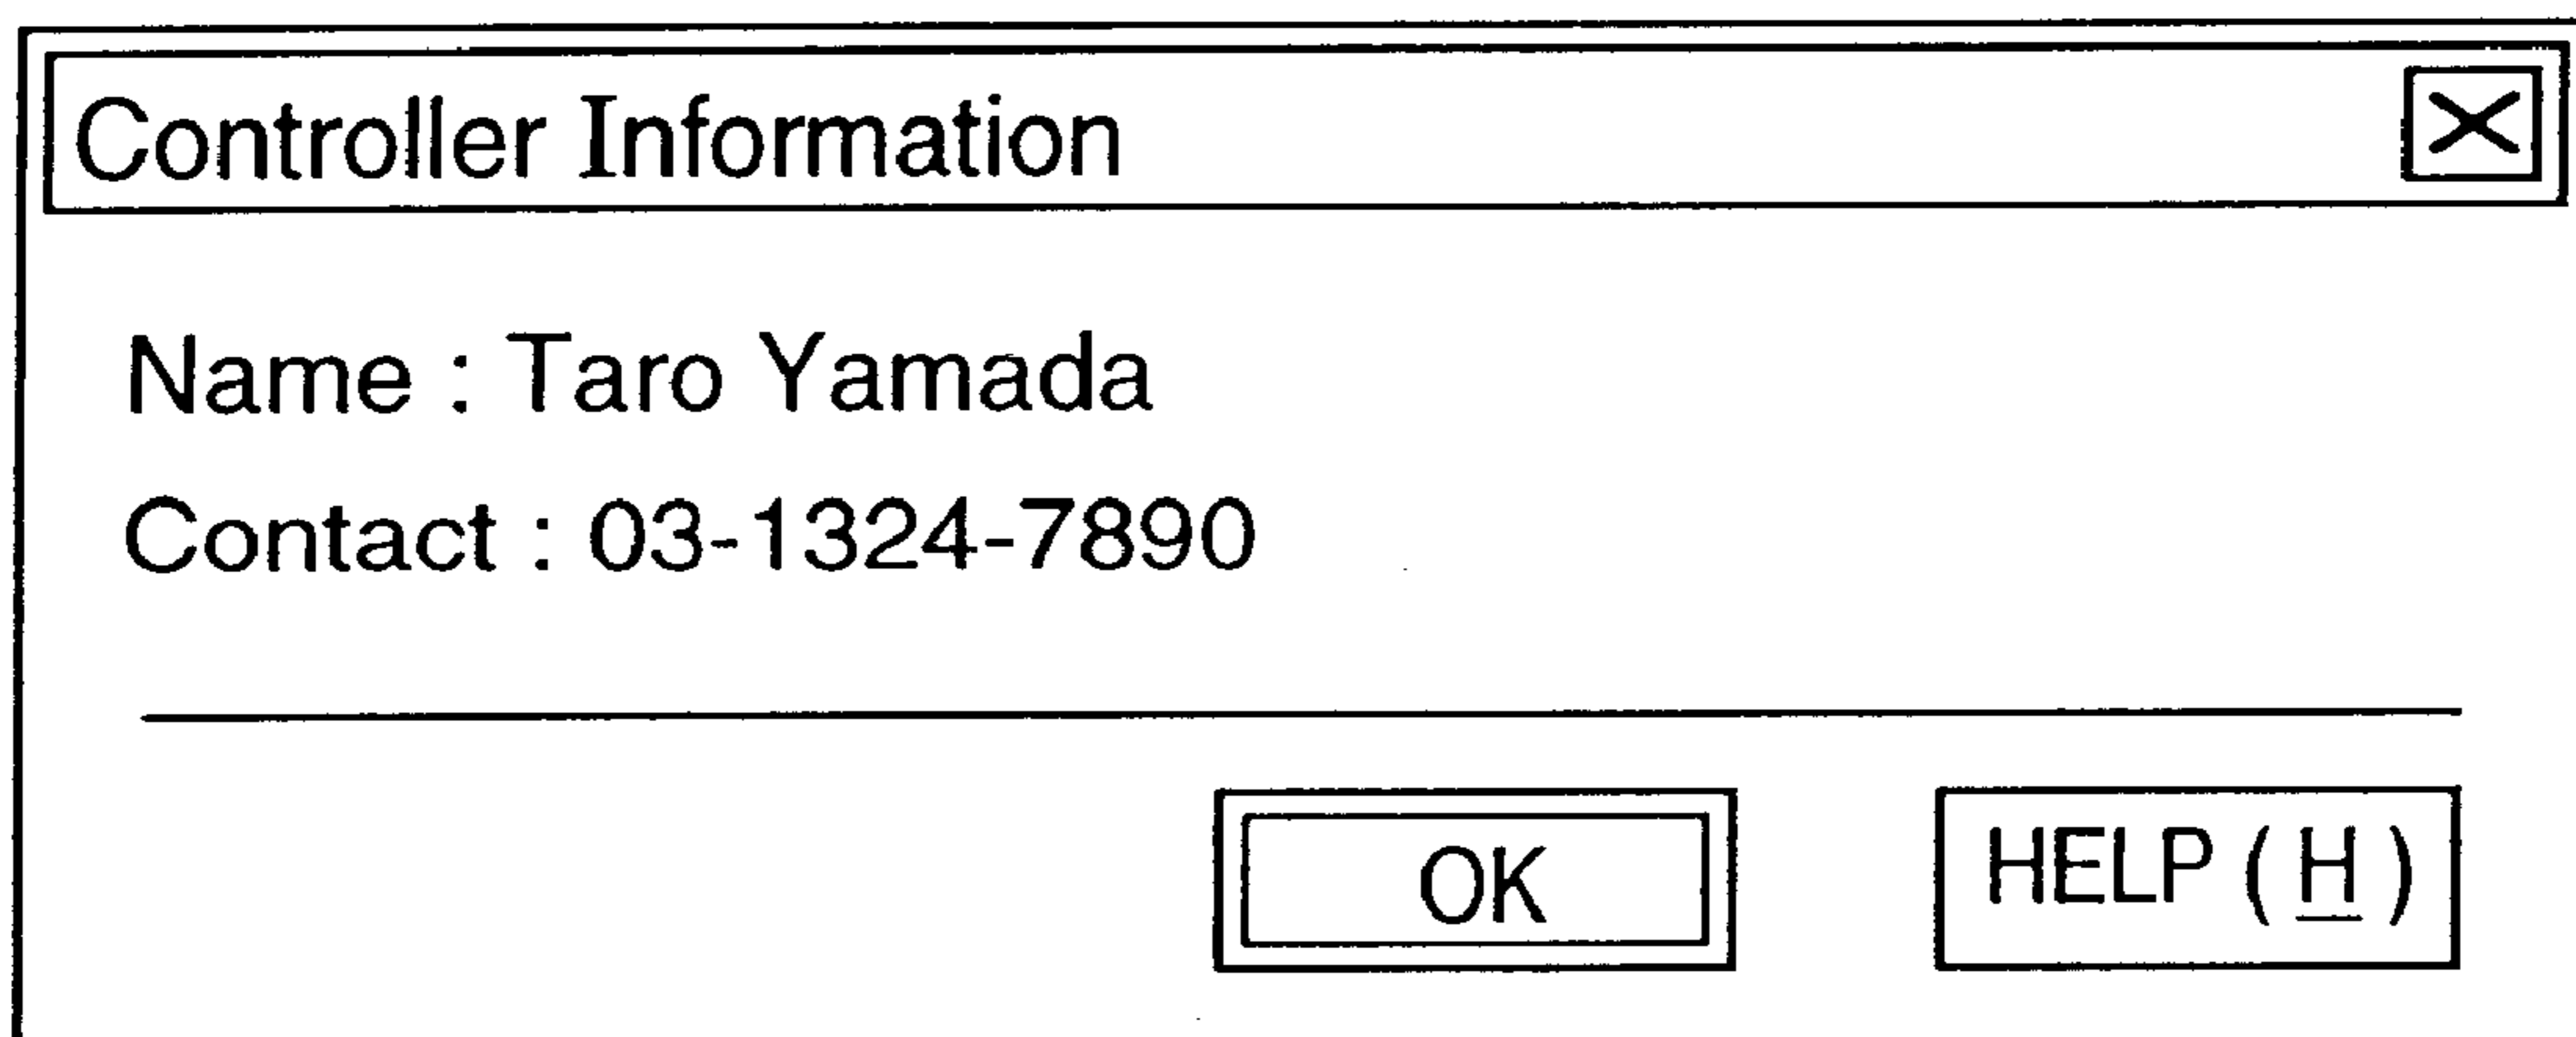 Controller Information
Name : Taro Yamada
Contact : 03-1324-7890
OK
HELP ( H )